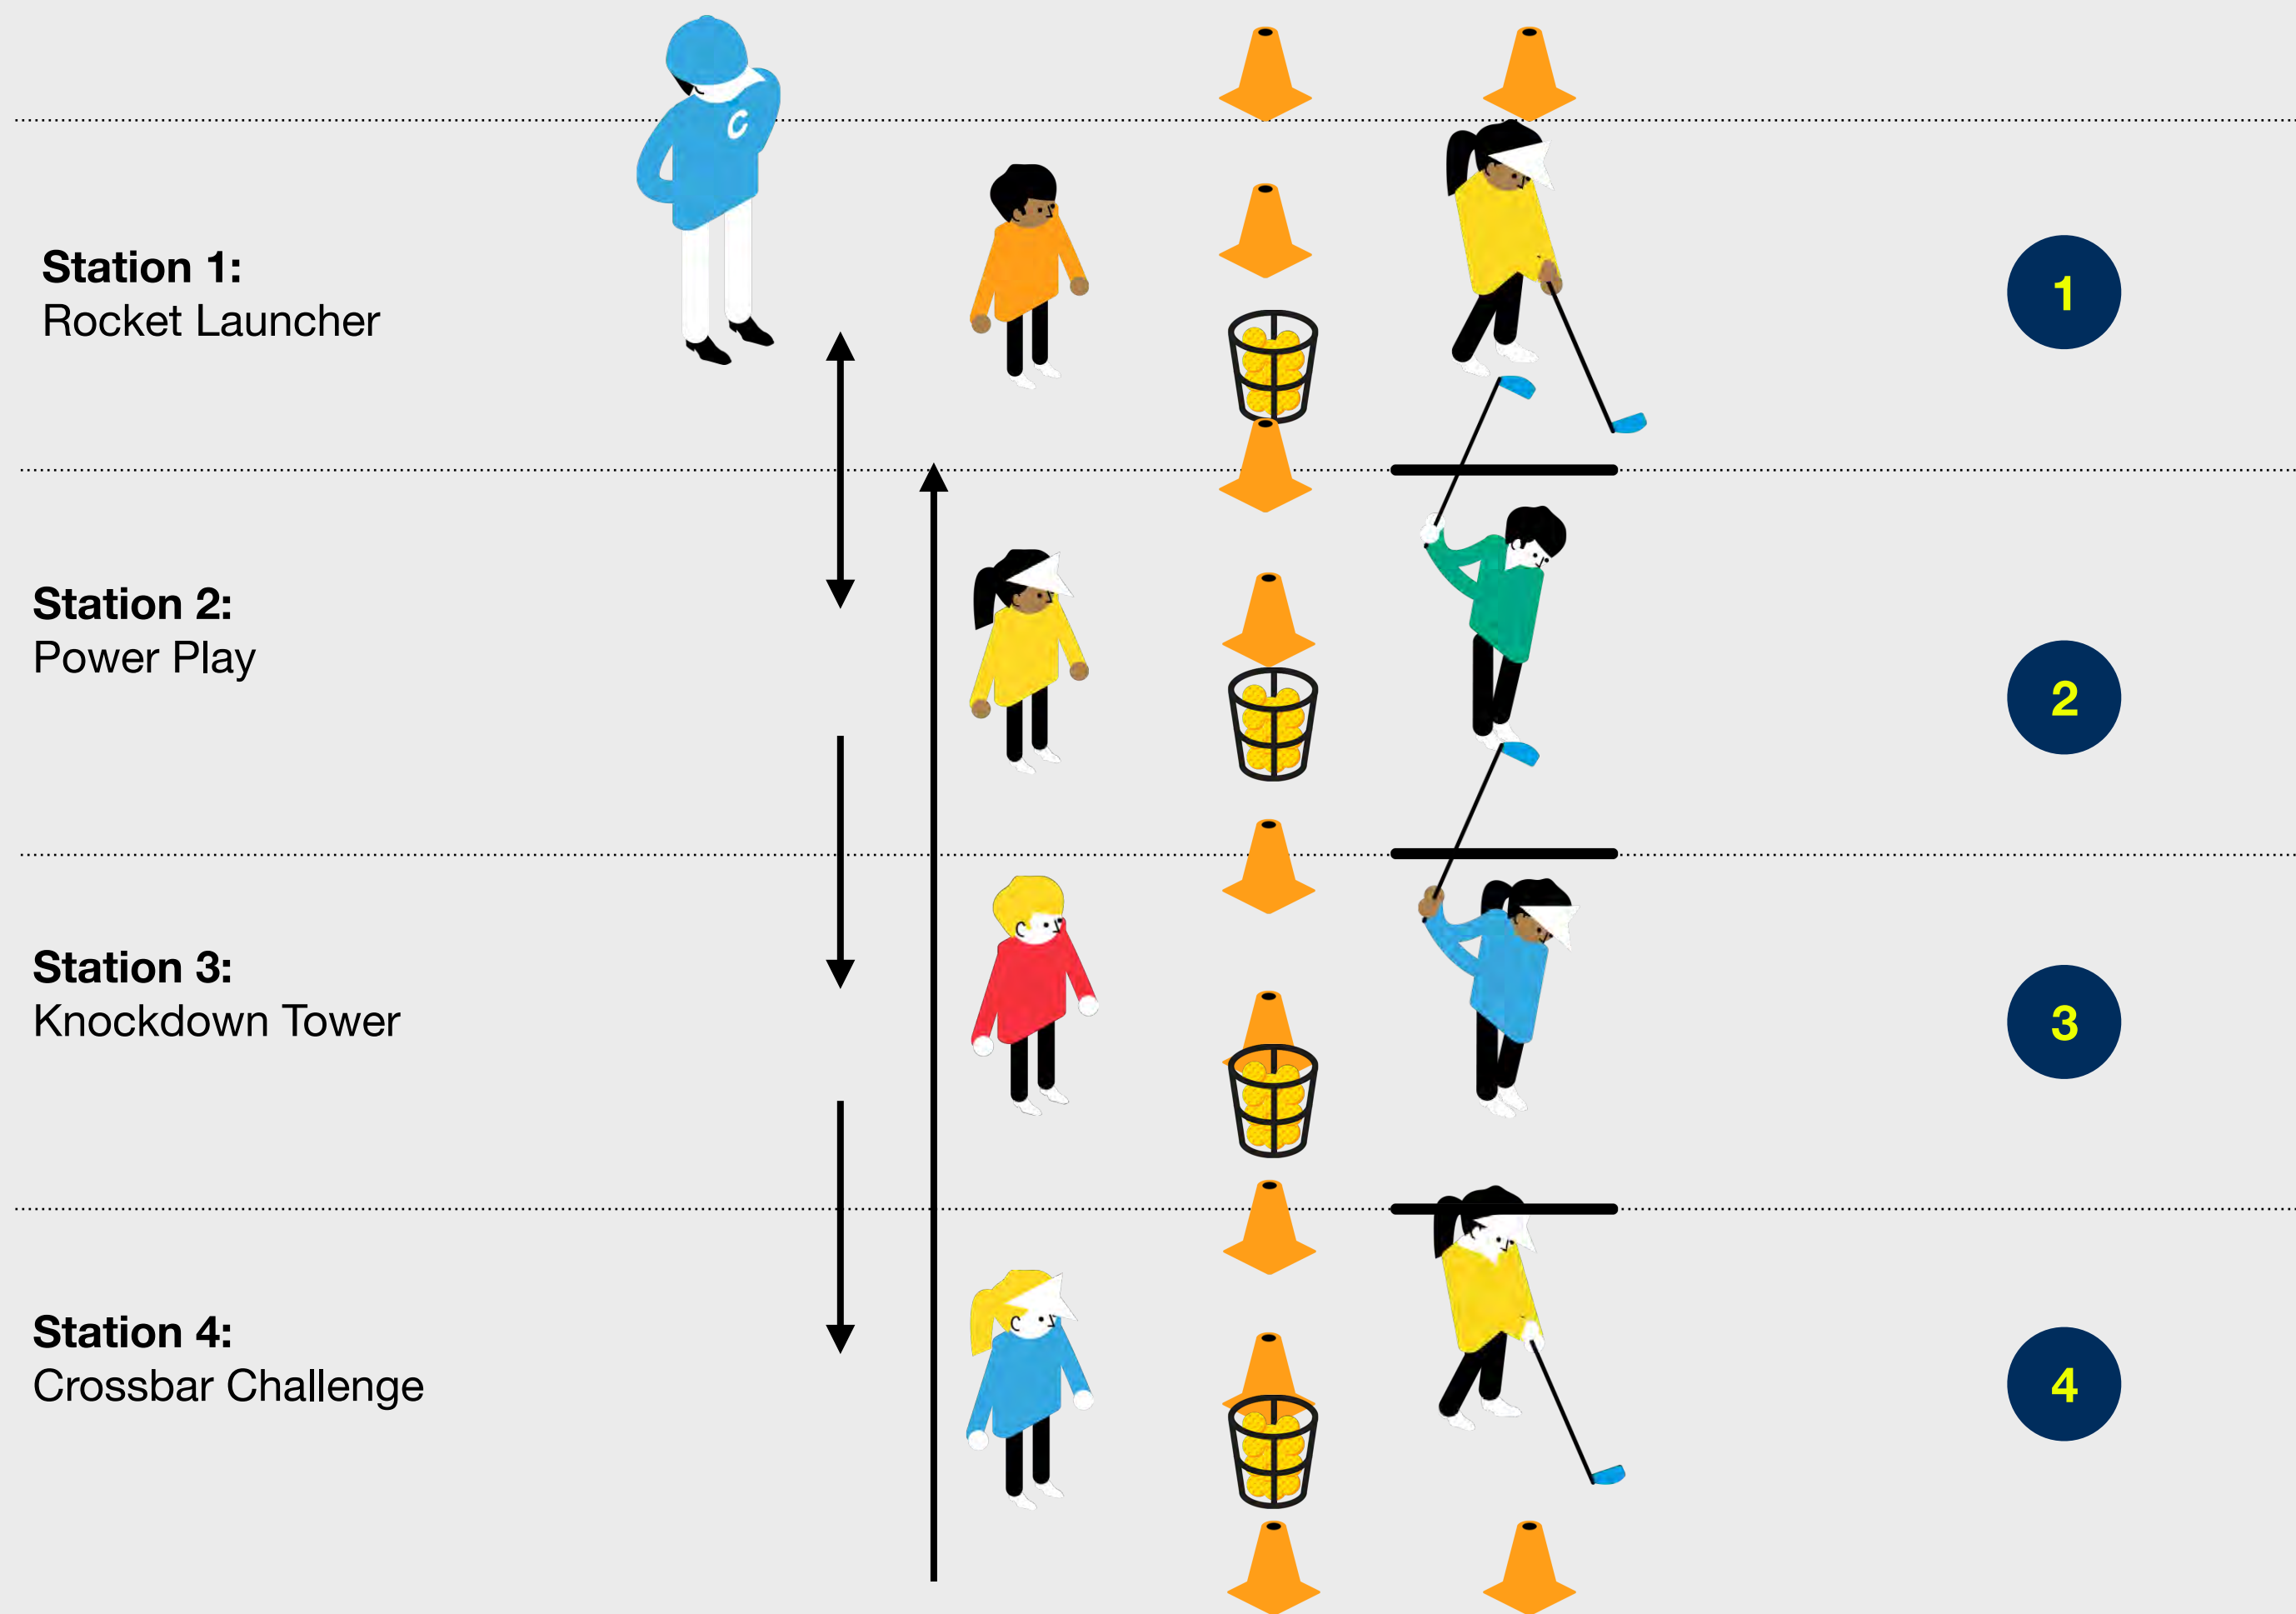 C
Station 1:
Rocket Launcher
1
Station 2:
Power Play
2
Station 3:
Knockdown Tower
3
Station 4:
Crossbar Challenge
4